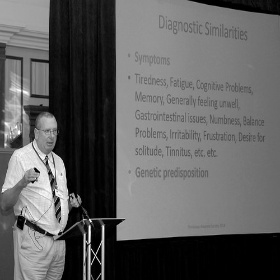 Diagnostic Similarities
• Symptoms
• Tiredness, Fatigue, Cognitive Problems,
Memory, Generally feeling unwell,
Gastrointestinal issues, Numbness, Balance
Problems, Irritability, Frustration, Desire for
solitude, Tinnitus, etc. etc.
• Genetic predisposition